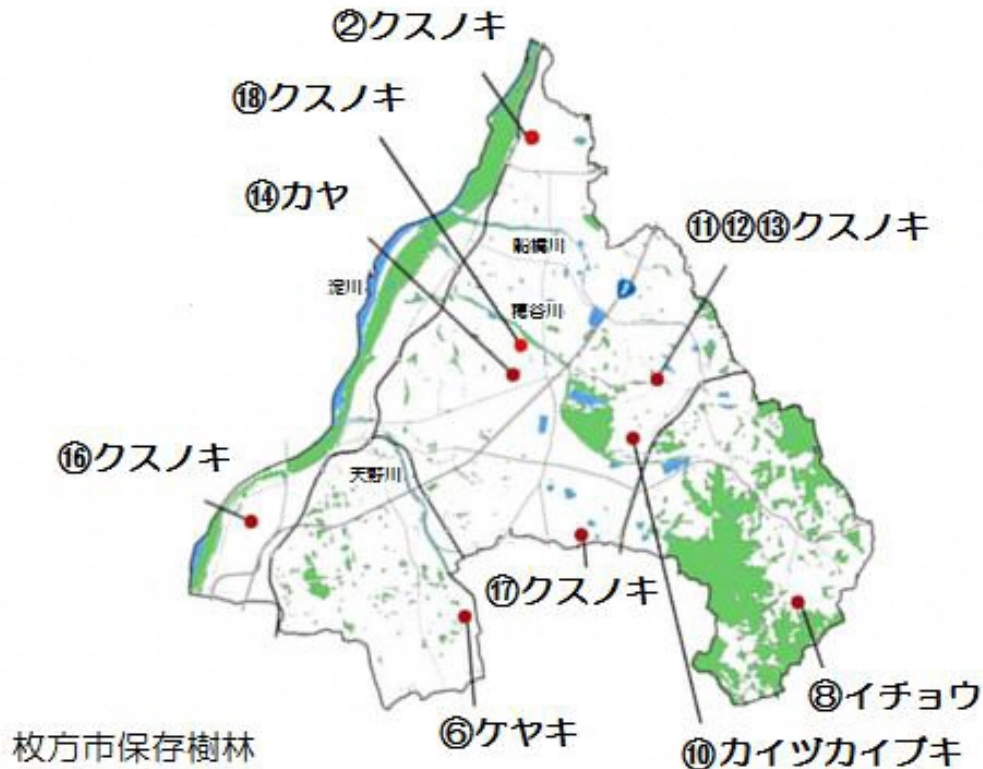 ②クスノキ
⑱クスノキ
⑭カヤ
⑪⑫⑬クスノキ
船橋川
淀川
穂谷川
⑯クスノキ
天野川
⑰クスノキ
⑧イチョウ
⑥ケヤキ
⑩カイヅカイブキ
枚方市保存樹林